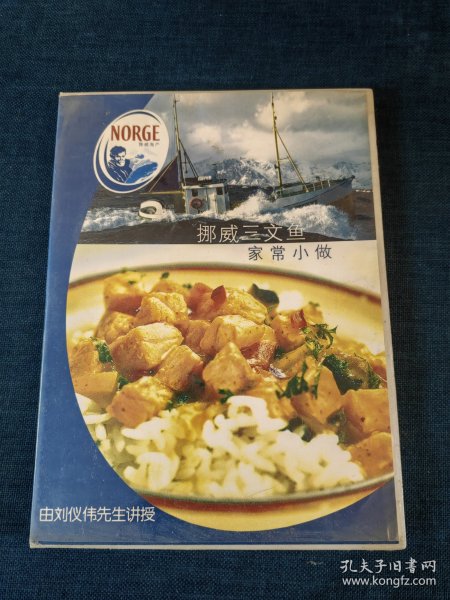 NORGE
挪威海产
挪威三文鱼
家常小做
由刘仪伟先生讲授
孔夫子旧书网
www.kongfz.com